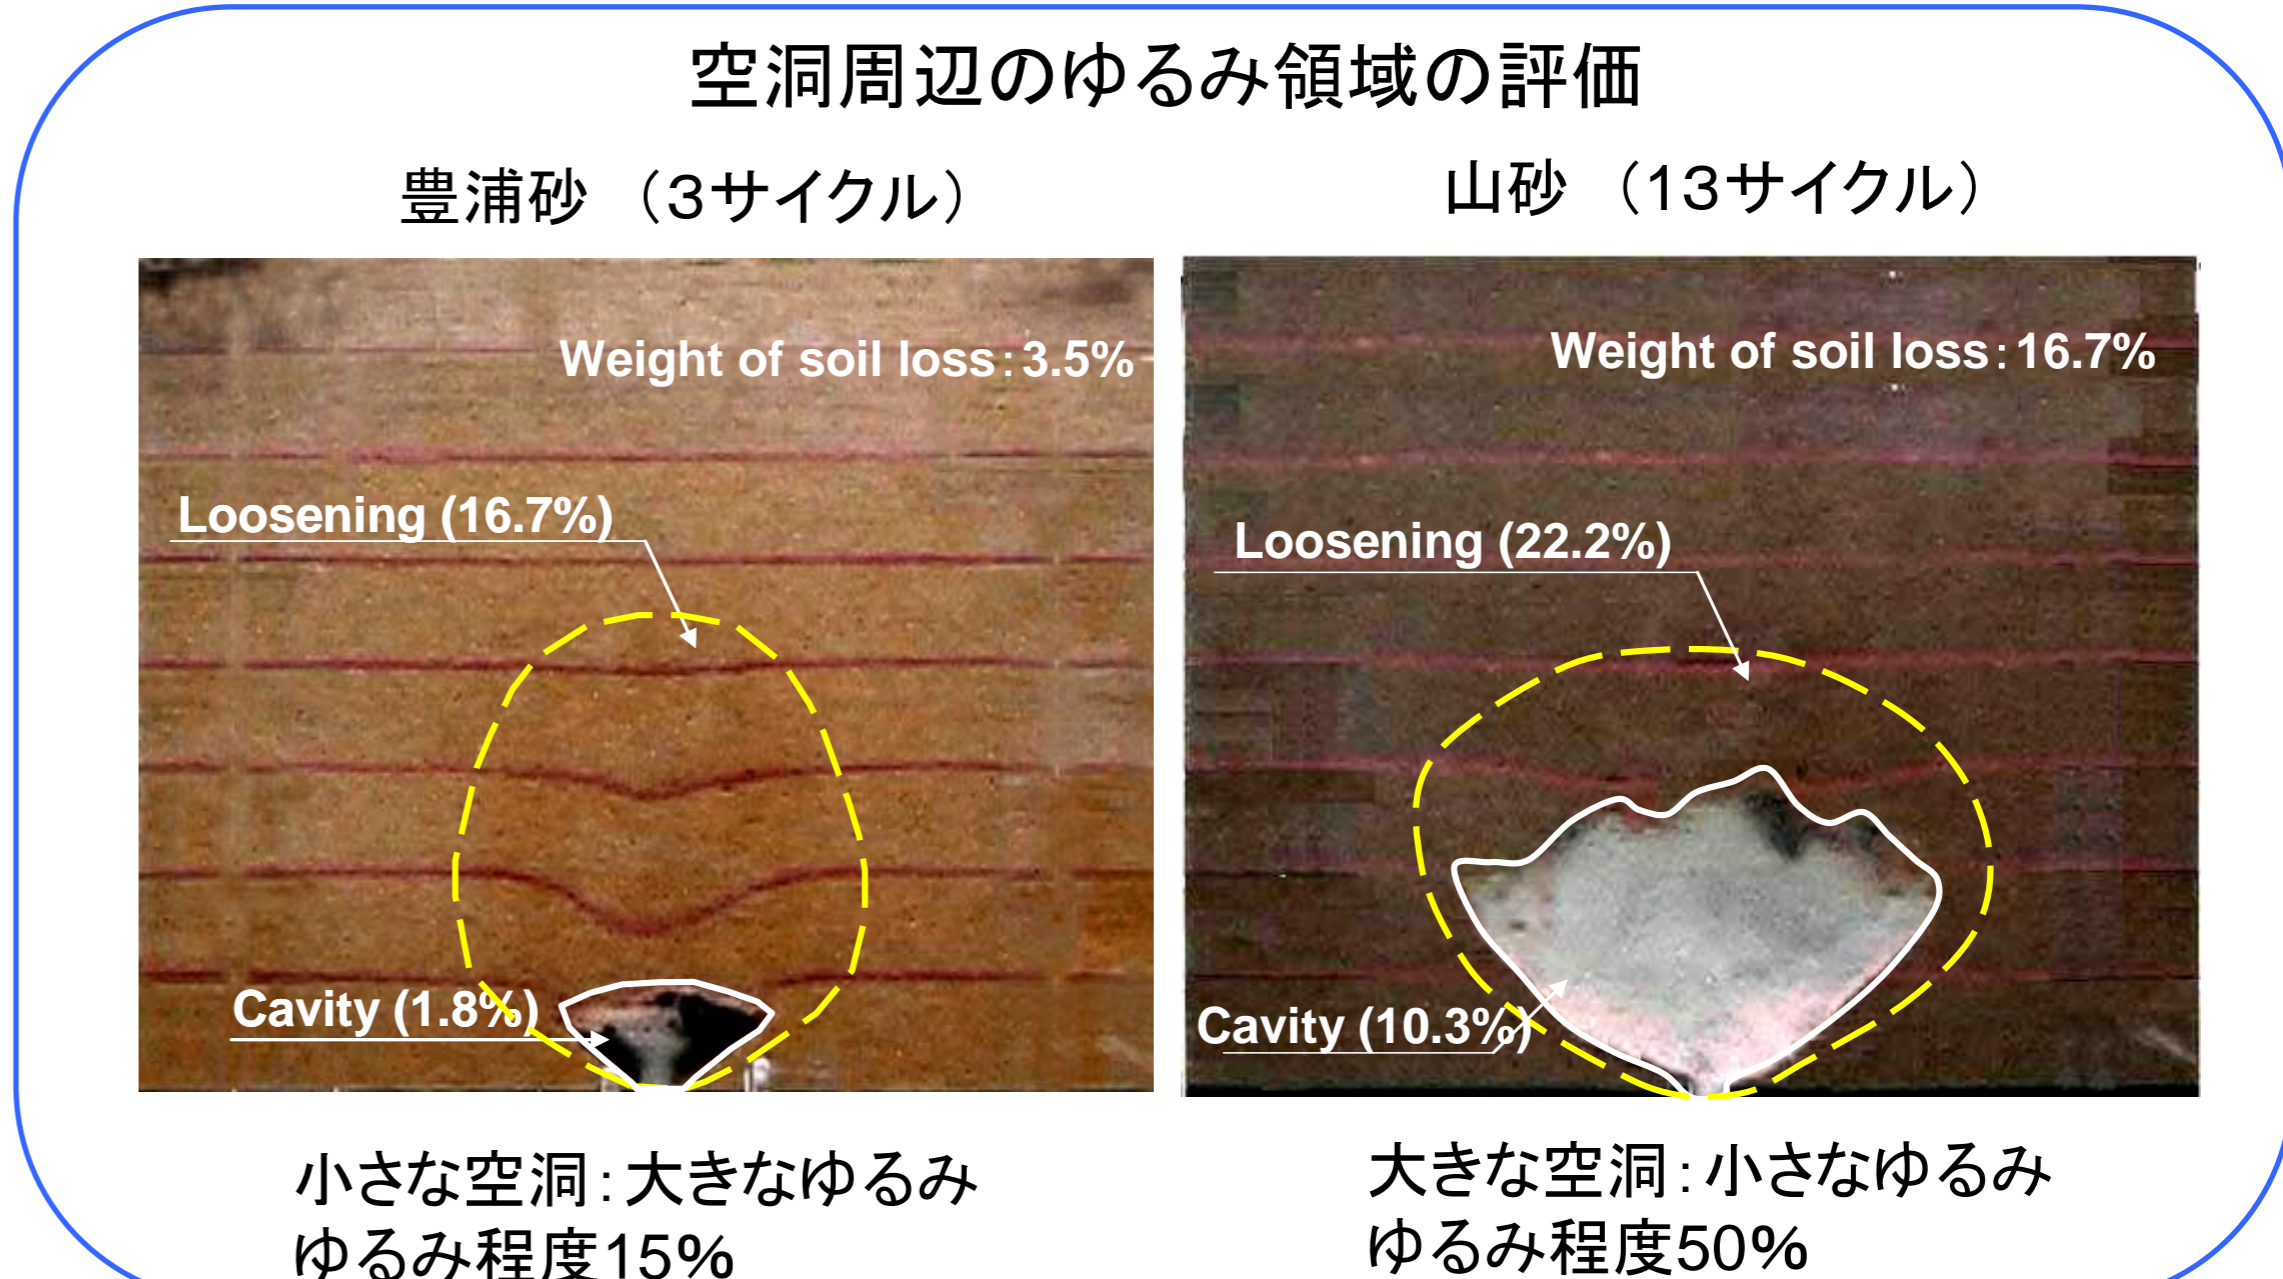 空洞周辺のゆるみ領域の評価
豊浦砂 （3サイクル）
Weight of soil loss：3.5%
Loosening (16.7%)
Cavity (1.8%)
小さな空洞：大きなゆるみ
ゆるみ程度15%
山砂 （13サイクル）
Weight of soil loss：16.7%
Loosening (22.2%)
Cavity (10.3%)
大きな空洞：小さなゆるみ
ゆるみ程度50%